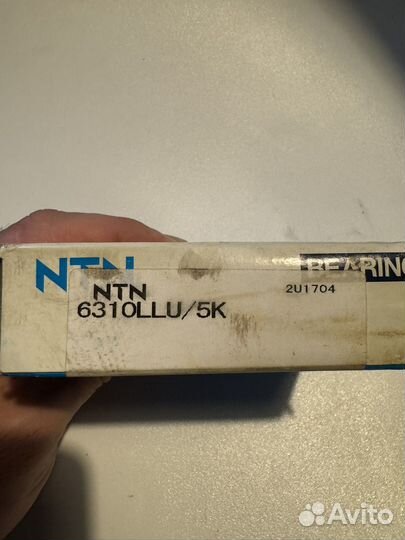 NTN BEARING
NTN 2U1704
6310LLU/5K
Avito